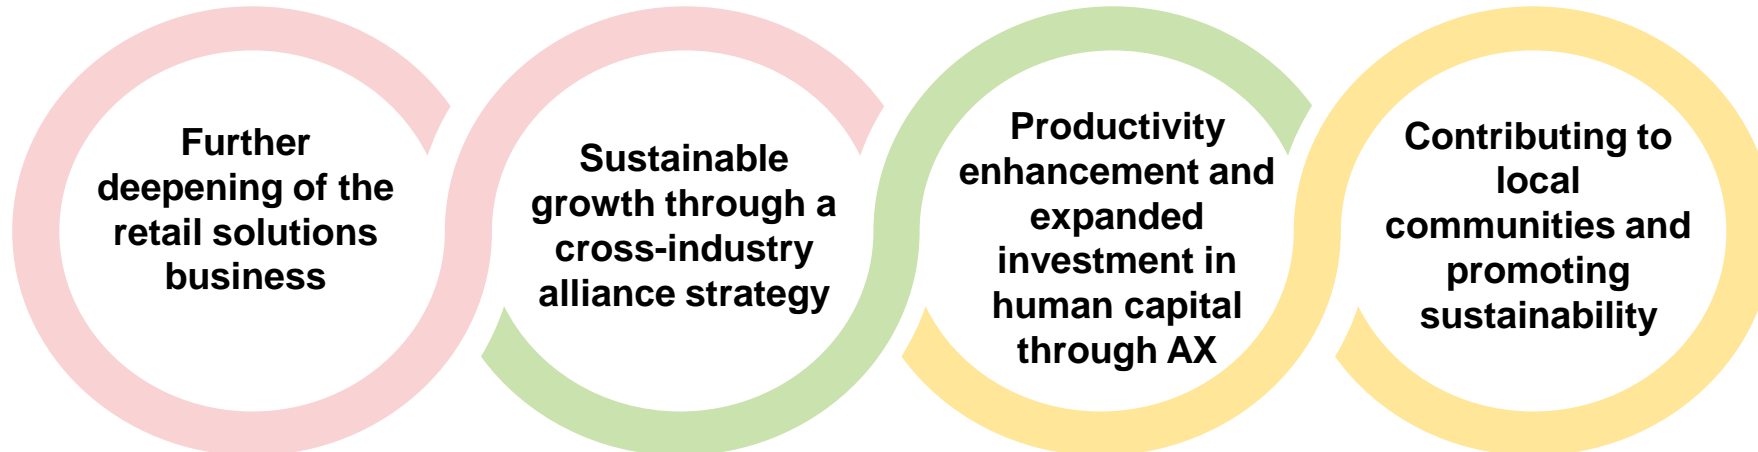 Further
deepening of the
retail solutions
business
Sustainable
growth through a
cross-industry
alliance strategy
Productivity
enhancement and
expanded
investment in
human capital
through AX
Contributing to
local
communities and
promoting
sustainability